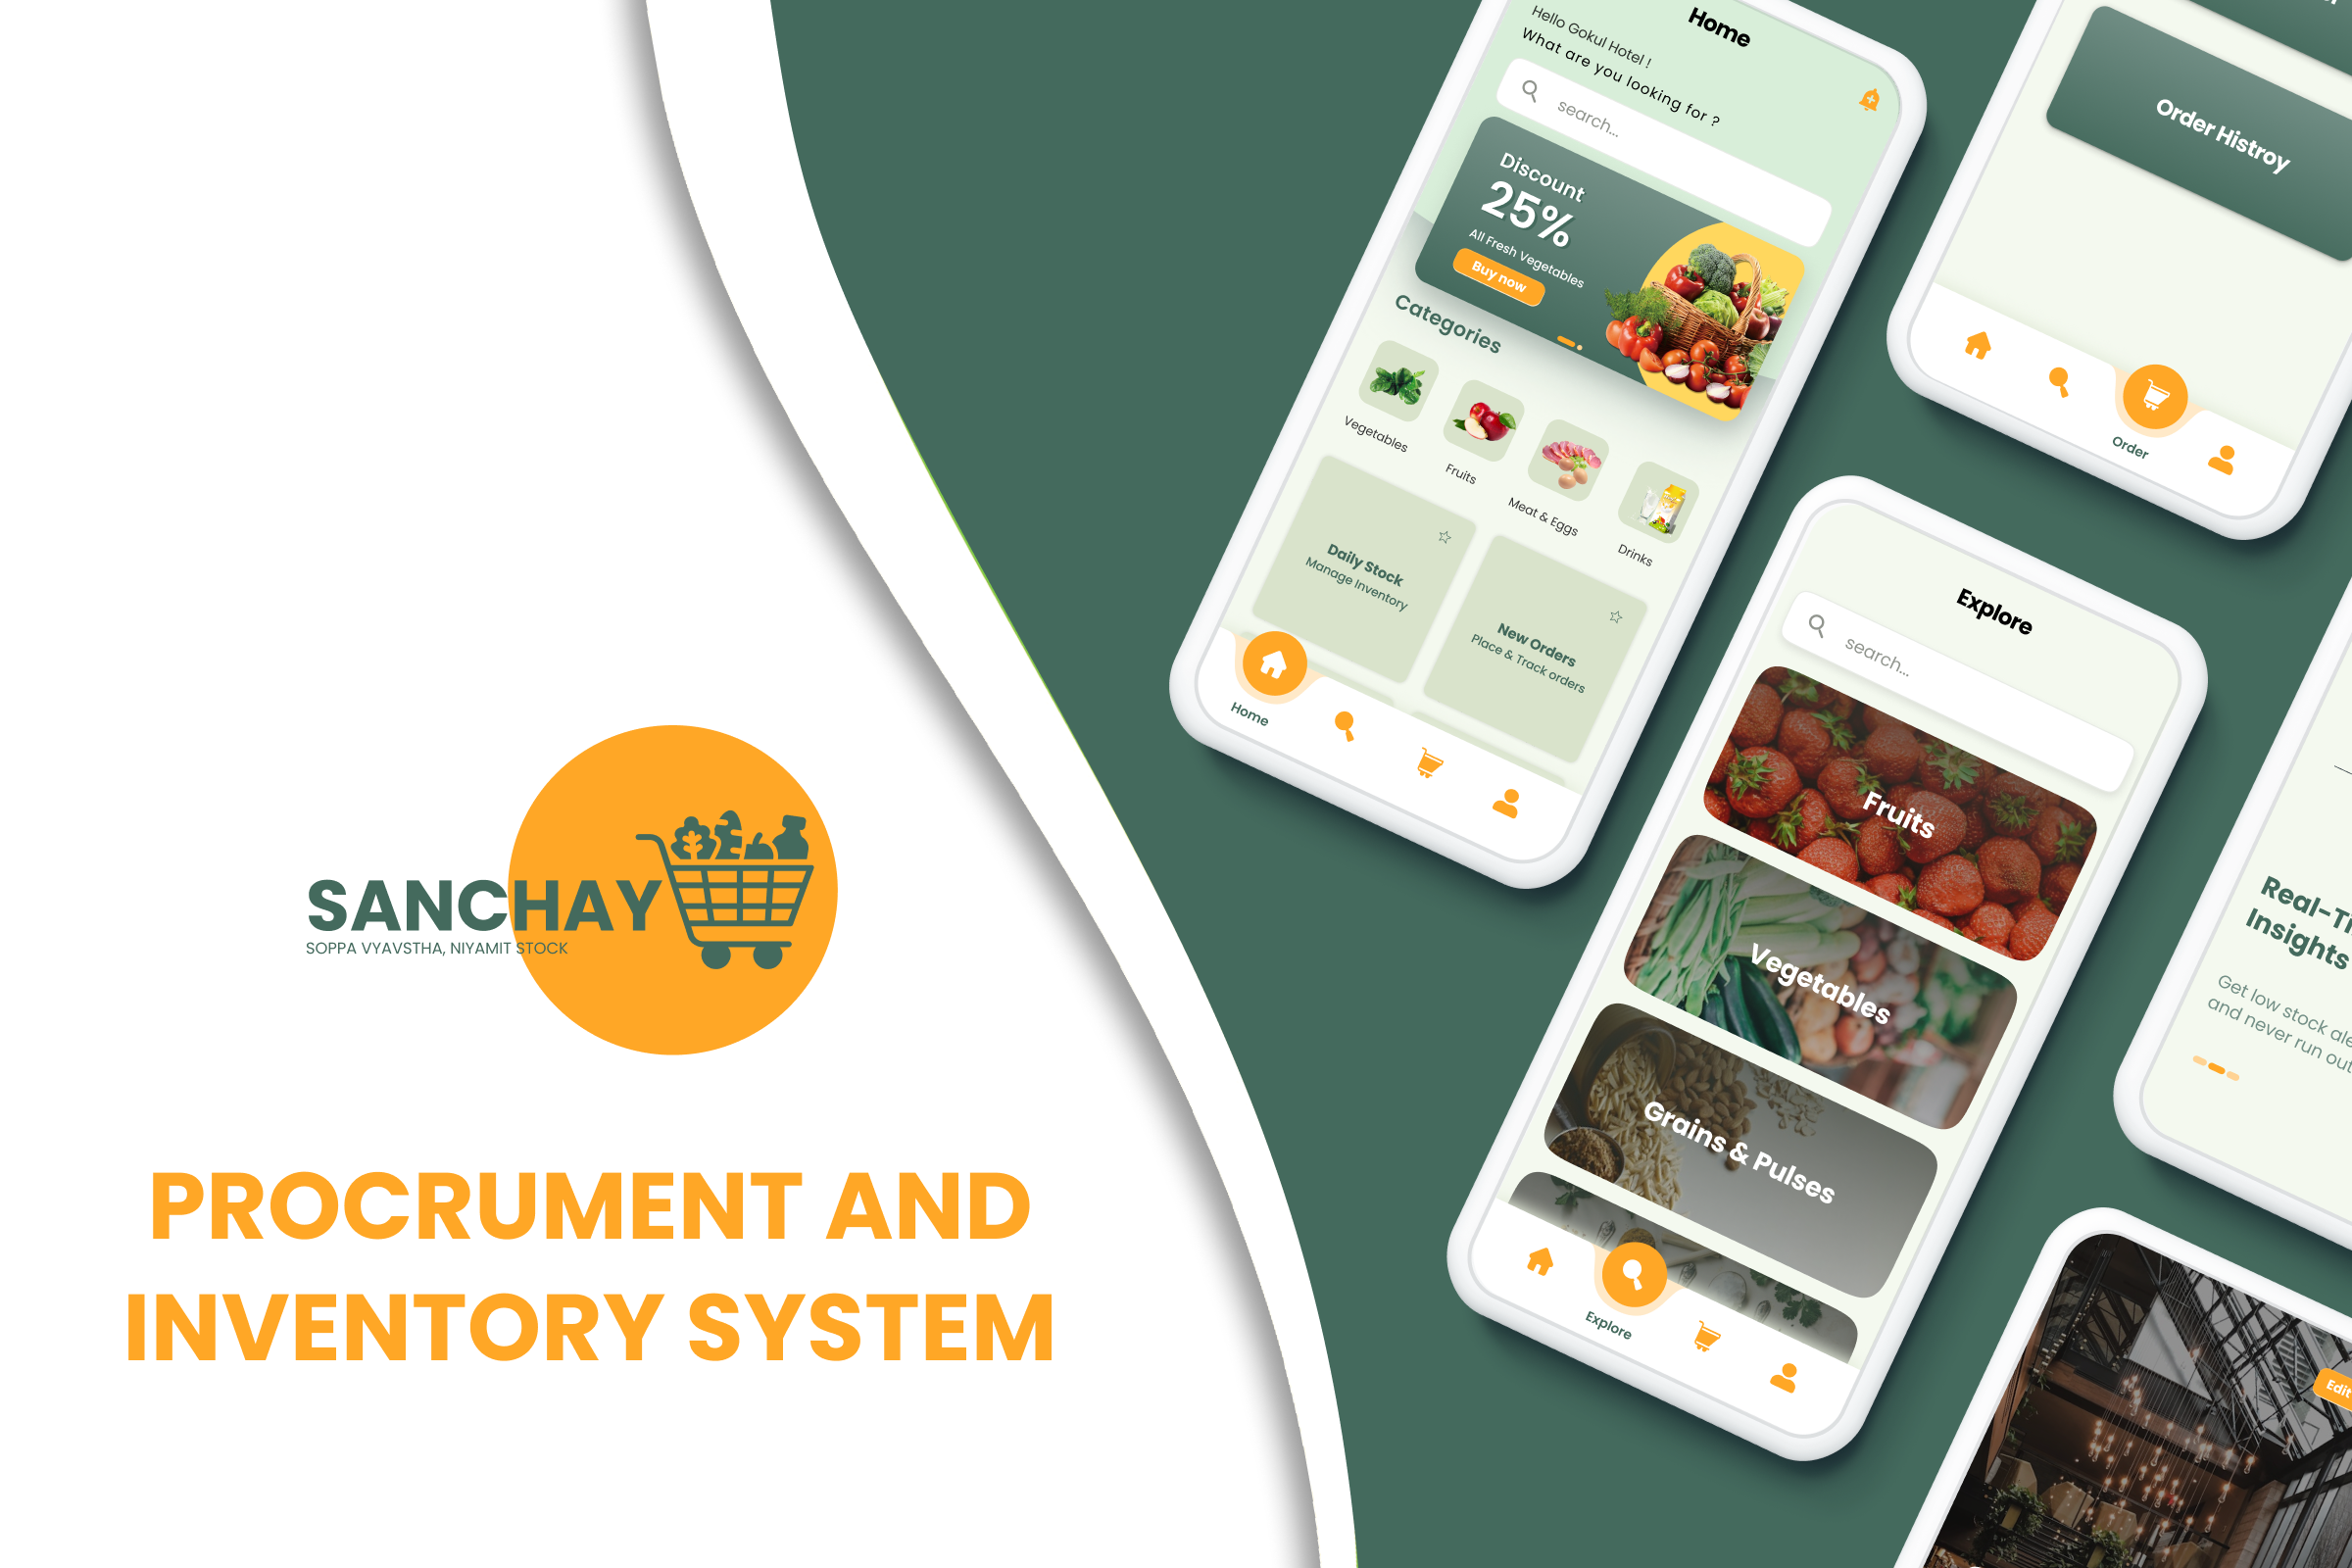 SANCHAY
SOPPA VYAVSTHA, NIYAMIT STOCK
PROCRUMENT AND
INVENTORY SYSTEM
Home
Hello Gokul Hotel !
What are you looking for ?
search...
Discount
25%
All Fresh Vegetables
Buy now
Categories
Vegetables
Fruits
Meat & Eggs
Drinks
Daily Stock
Manage Inventory
New Orders
Place & Track orders
Home
Order Histroy
Order
Explore
search...
Fruits
Vegetables
Grains & Pulses
Explore
Insights
Get low stock
and never run out
Edit